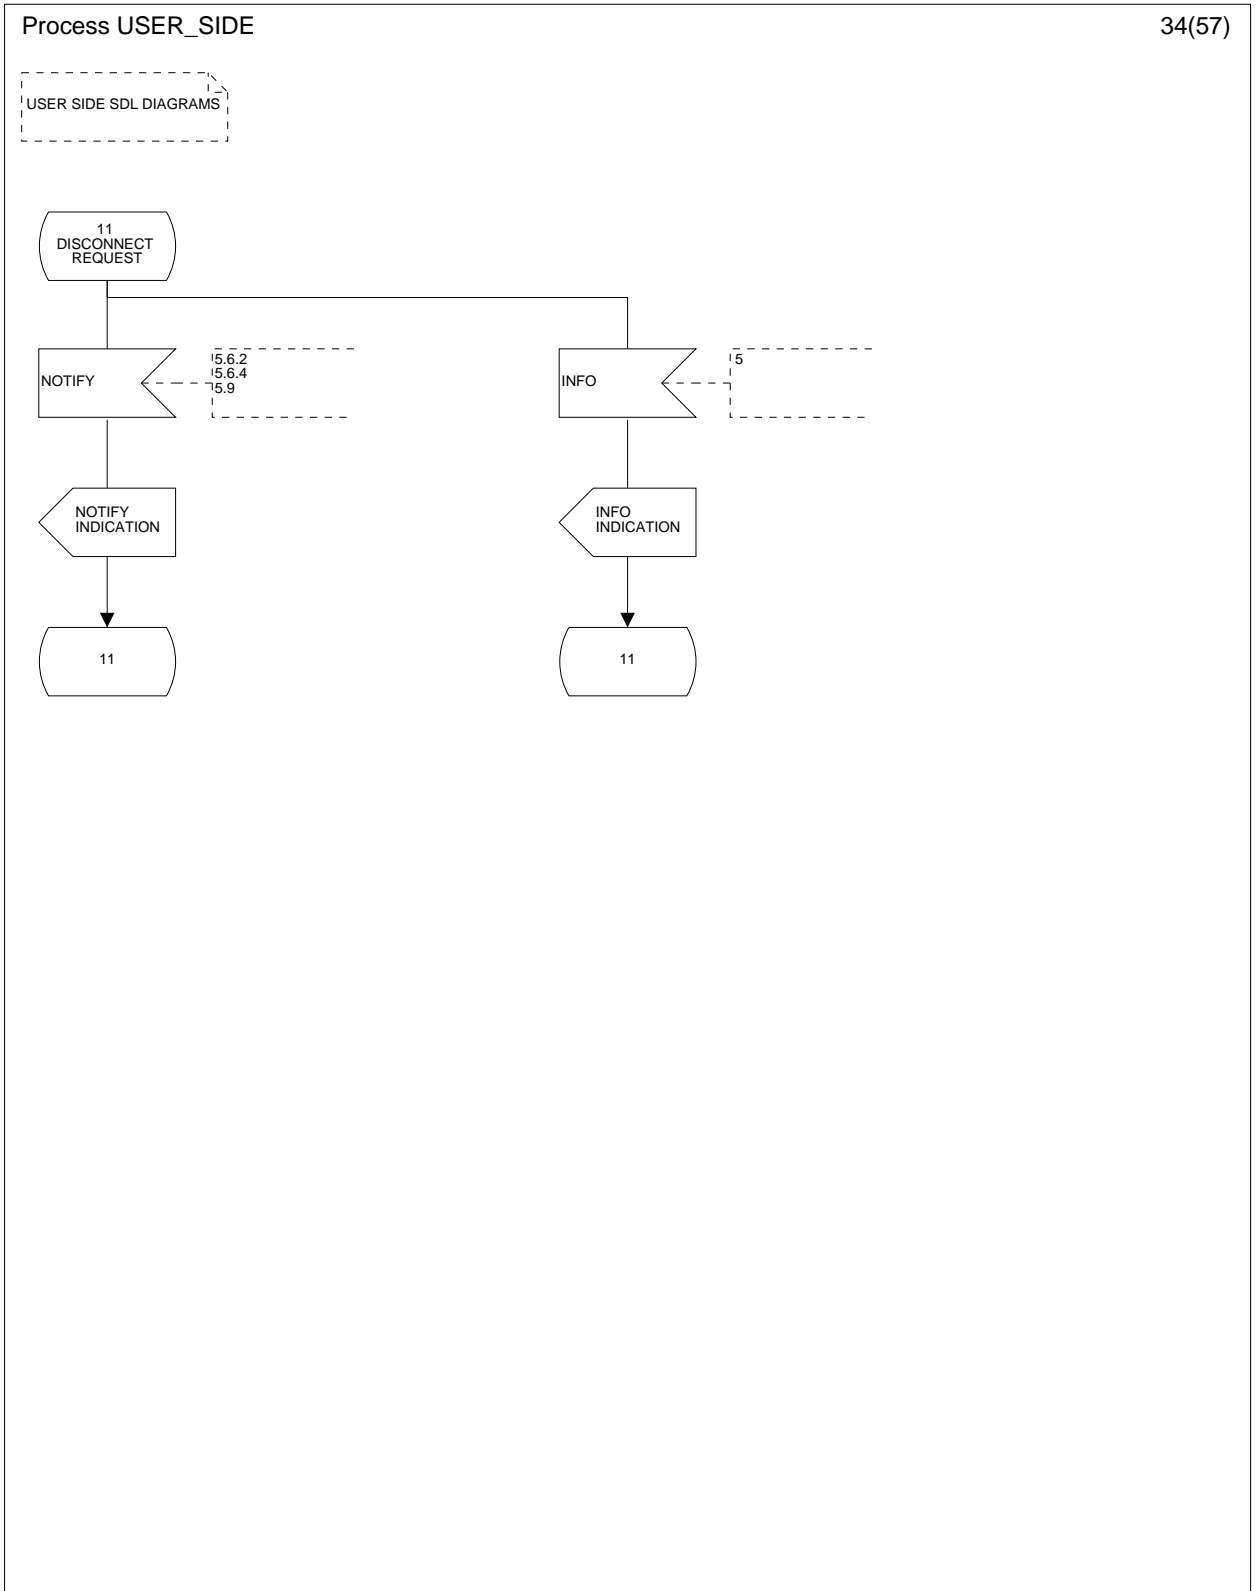 Process USER_SIDE
34(57)
USER SIDE SDL DIAGRAMS
11
DISCONNECT
REQUEST
NOTIFY
5.6.2
5.6.4
5.9
INFO
5
NOTIFY
INDICATION
INFO
INDICATION
11
11